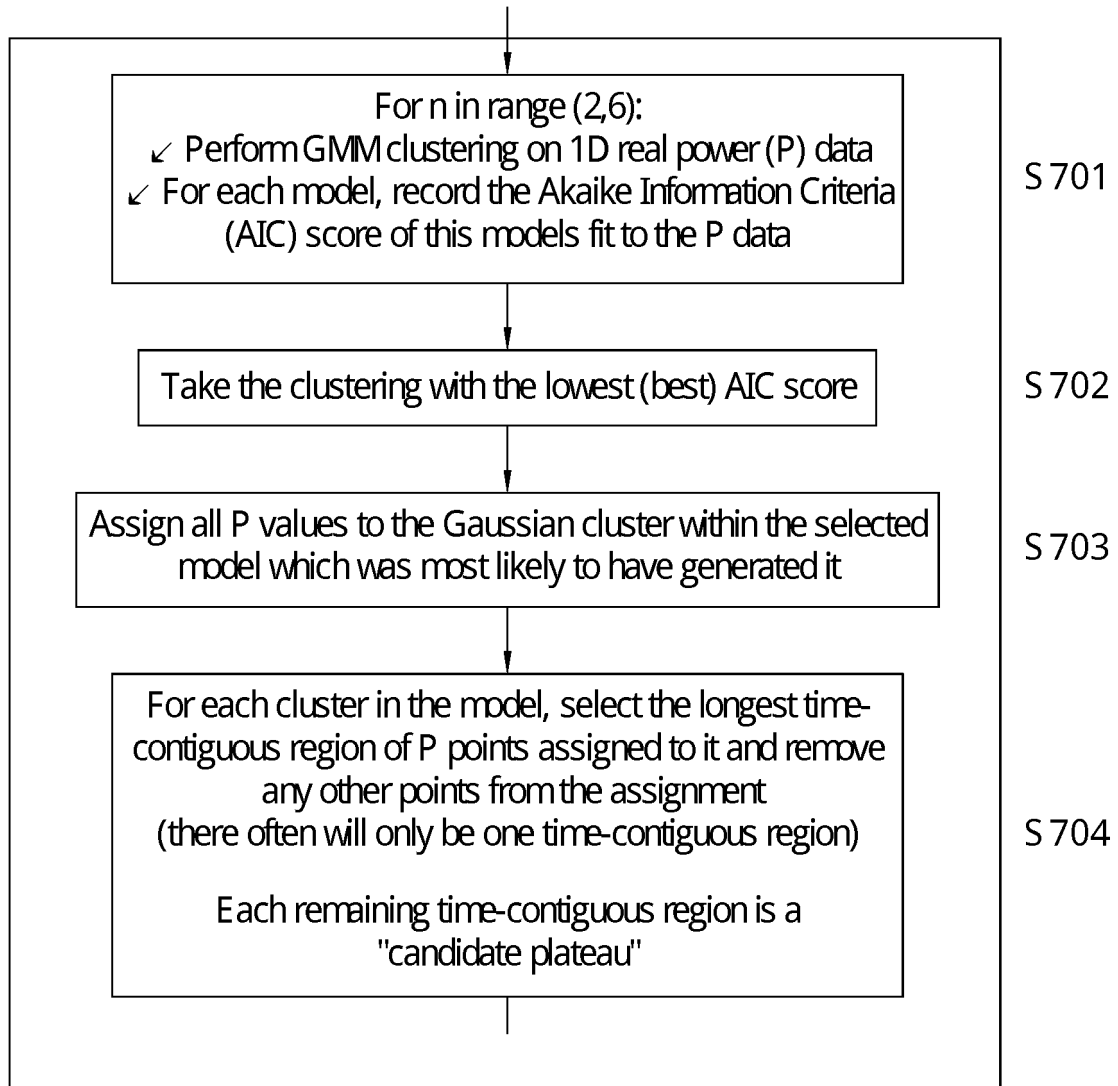 For n in range (2,6):
↙ Perform GMM clustering on 1D real power (P) data
↙ For each model, record the Akaike Information Criteria
(AIC) score of this models fit to the P data
S701
Take the clustering with the lowest (best) AIC score
S702
Assign all P values to the Gaussian cluster within the selected
model which was most likely to have generated it
S703
For each cluster in the model, select the longest time-
contiguous region of P points assigned to it and remove
any other points from the assignment
(there often will only be one time-contiguous region)
Each remaining time-contiguous region is a
"candidate plateau"
S704